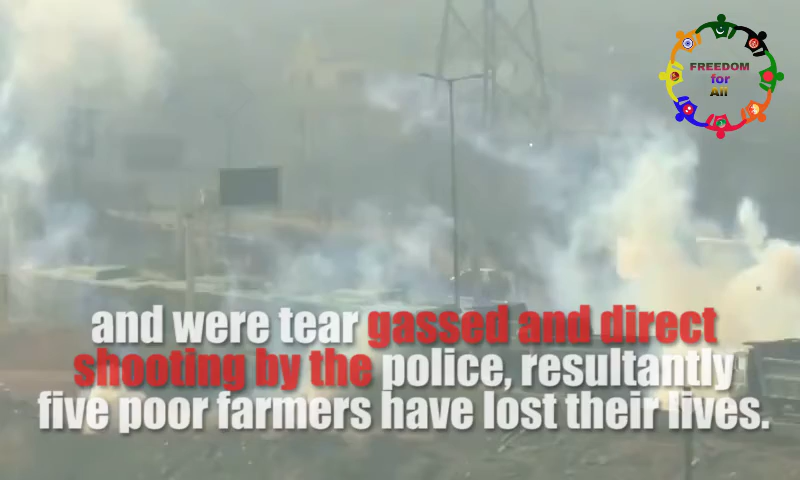 FREEDOM
for
All
and were tear gassed and direct
shooting by the police, resultantly
five poor farmers have lost their lives.